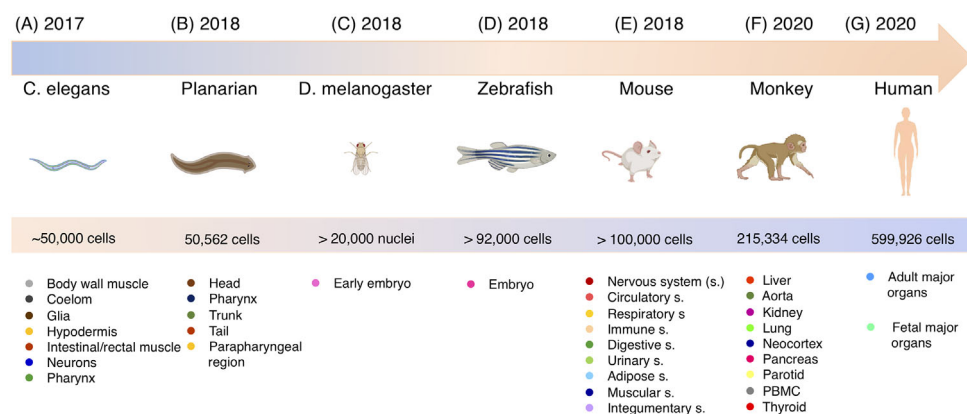 (A) 2017
(B) 2018
(C) 2018
(D) 2018
(E) 2018
(F) 2020
(G) 2020
C. elegans
Planarian
D. melanogaster
Zebrafish
Mouse
Monkey
Human
~50,000 cells
50,562 cells
> 20,000 nuclei
> 92,000 cells
> 100,000 cells
215,334 cells
599,926 cells
Body wall muscle
Coelom
Glia
Hypodermis
Intestinal/rectal muscle
Neurons
Pharynx
Head
Pharynx
Trunk
Tail
Parapharyngeal
region
Early embryo
Embryo
Nervous system (s.)
Circulatory s.
Respiratory s
Immune s.
Digestive s.
Urinary s.
Adipose s.
Muscular s.
Integumentary s.
Liver
Aorta
Kidney
Lung
Neocortex
Pancreas
Parotid
PBMC
Thyroid
Adult major
organs
Fetal major
organs